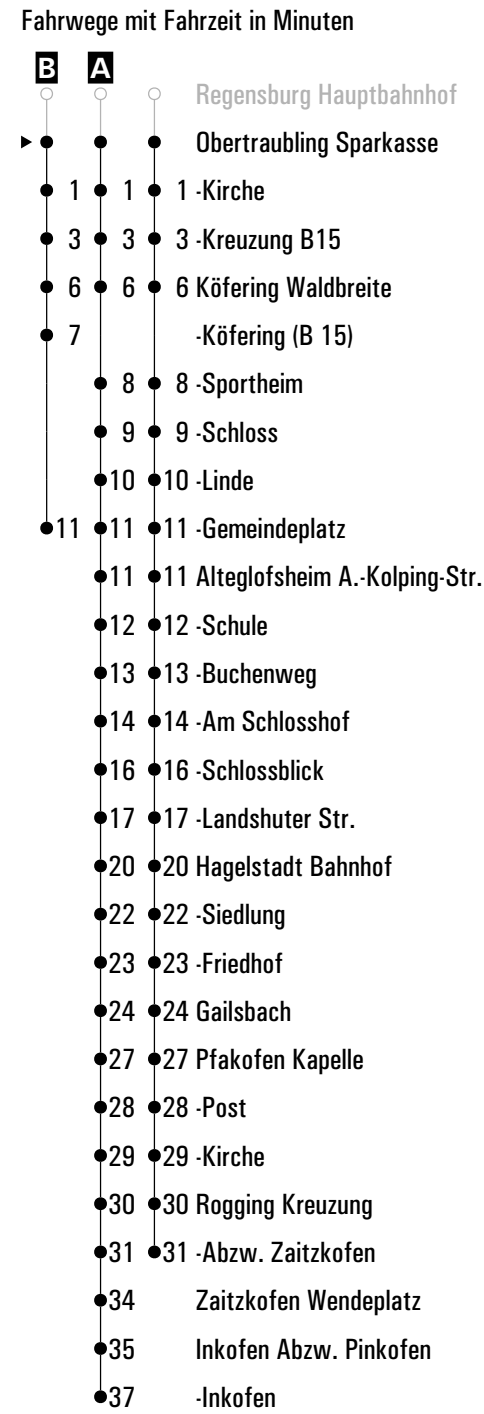 Fahrwege mit Fahrzeit in Minuten
B A
Regensburg Hauptbahnhof
Obertraubling Sparkasse
1 1 1 -Kirche
3 3 3 -Kreuzung B15
6 6 6 Köfering Waldbreite
7 -Köfering (B 15)
8 8 -Sportheim
9 9 -Schloss
10 10 -Linde
11 11 11 -Gemeindeplatz
11 11 Alteglofsheim A.-Kolping-Str.
12 12 -Schule
13 13 -Buchenweg
14 14 -Am Schlosshof
16 16 -Schlossblick
17 17 -Landshuter Str.
20 20 Hagelstadt Bahnhof
22 22 -Siedlung
23 23 -Friedhof
24 24 Gailsbach
27 27 Pfakofen Kapelle
28 28 -Post
29 29 -Kirche
30 30 Rogging Kreuzung
31 31 -Abzw. Zaitzkofen
34 Zaitzkofen Wendeplatz
35 Inkofen Abzw. Pinkofen
37 -Inkofen